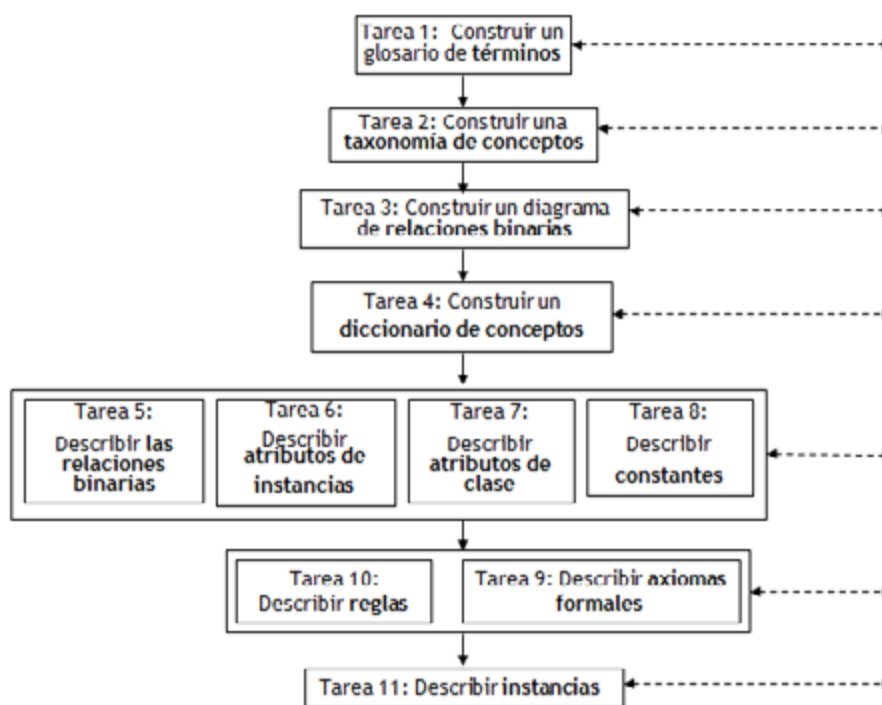 Tarea 1: Construir un
glosario de términos
Tarea 2: Construir una
taxonomía de conceptos
Tarea 3: Construir un diagrama
de relaciones binarias
Tarea 4: Construir un
diccionario de conceptos
Tarea 5:
Describir las
relaciones
binarias
Tarea 6:
Describir
atributos de
instancias
Tarea 7:
Describir
atributos de
clase
Tarea 8:
Describir
constantes
Tarea 10:
Describir reglas
Tarea 9: Describir axiomas
formales
Tarea 11: Describir instancias